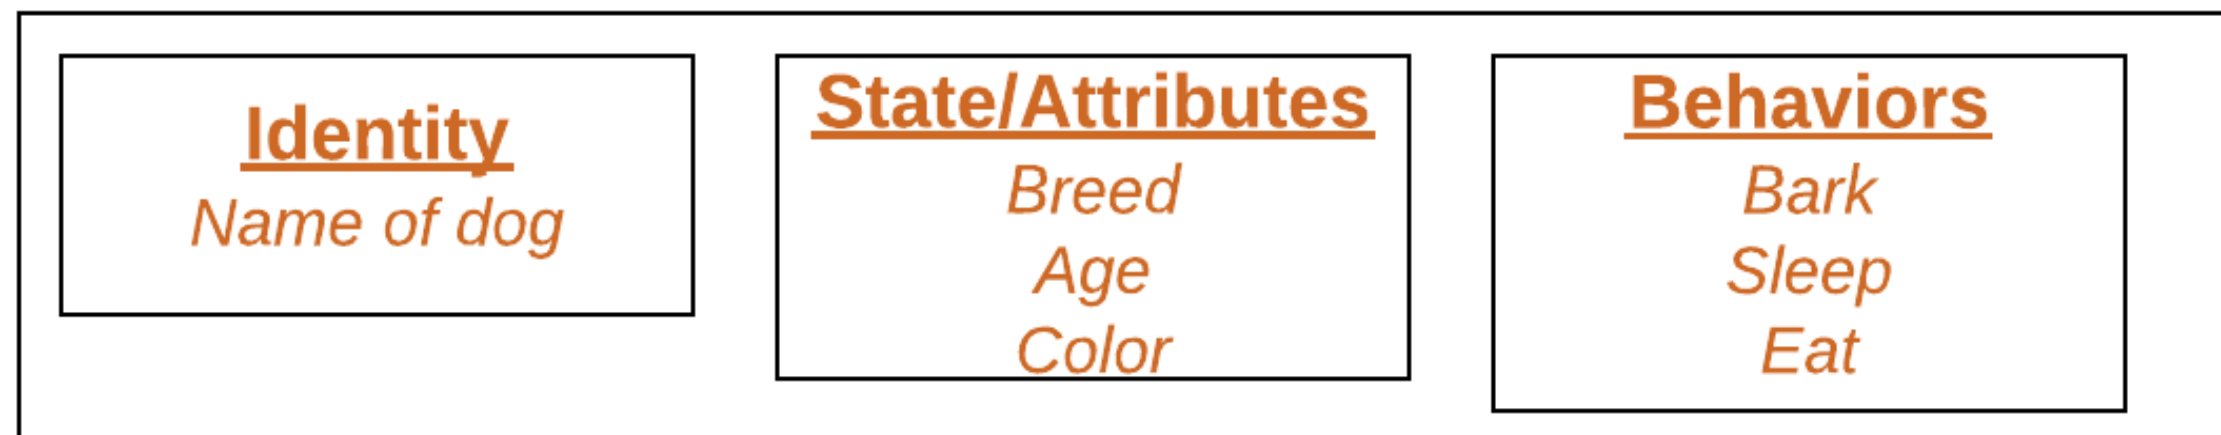 Identity
Name of dog
State/Attributes
Breed
Age
Color
Behaviors
Bark
Sleep
Eat